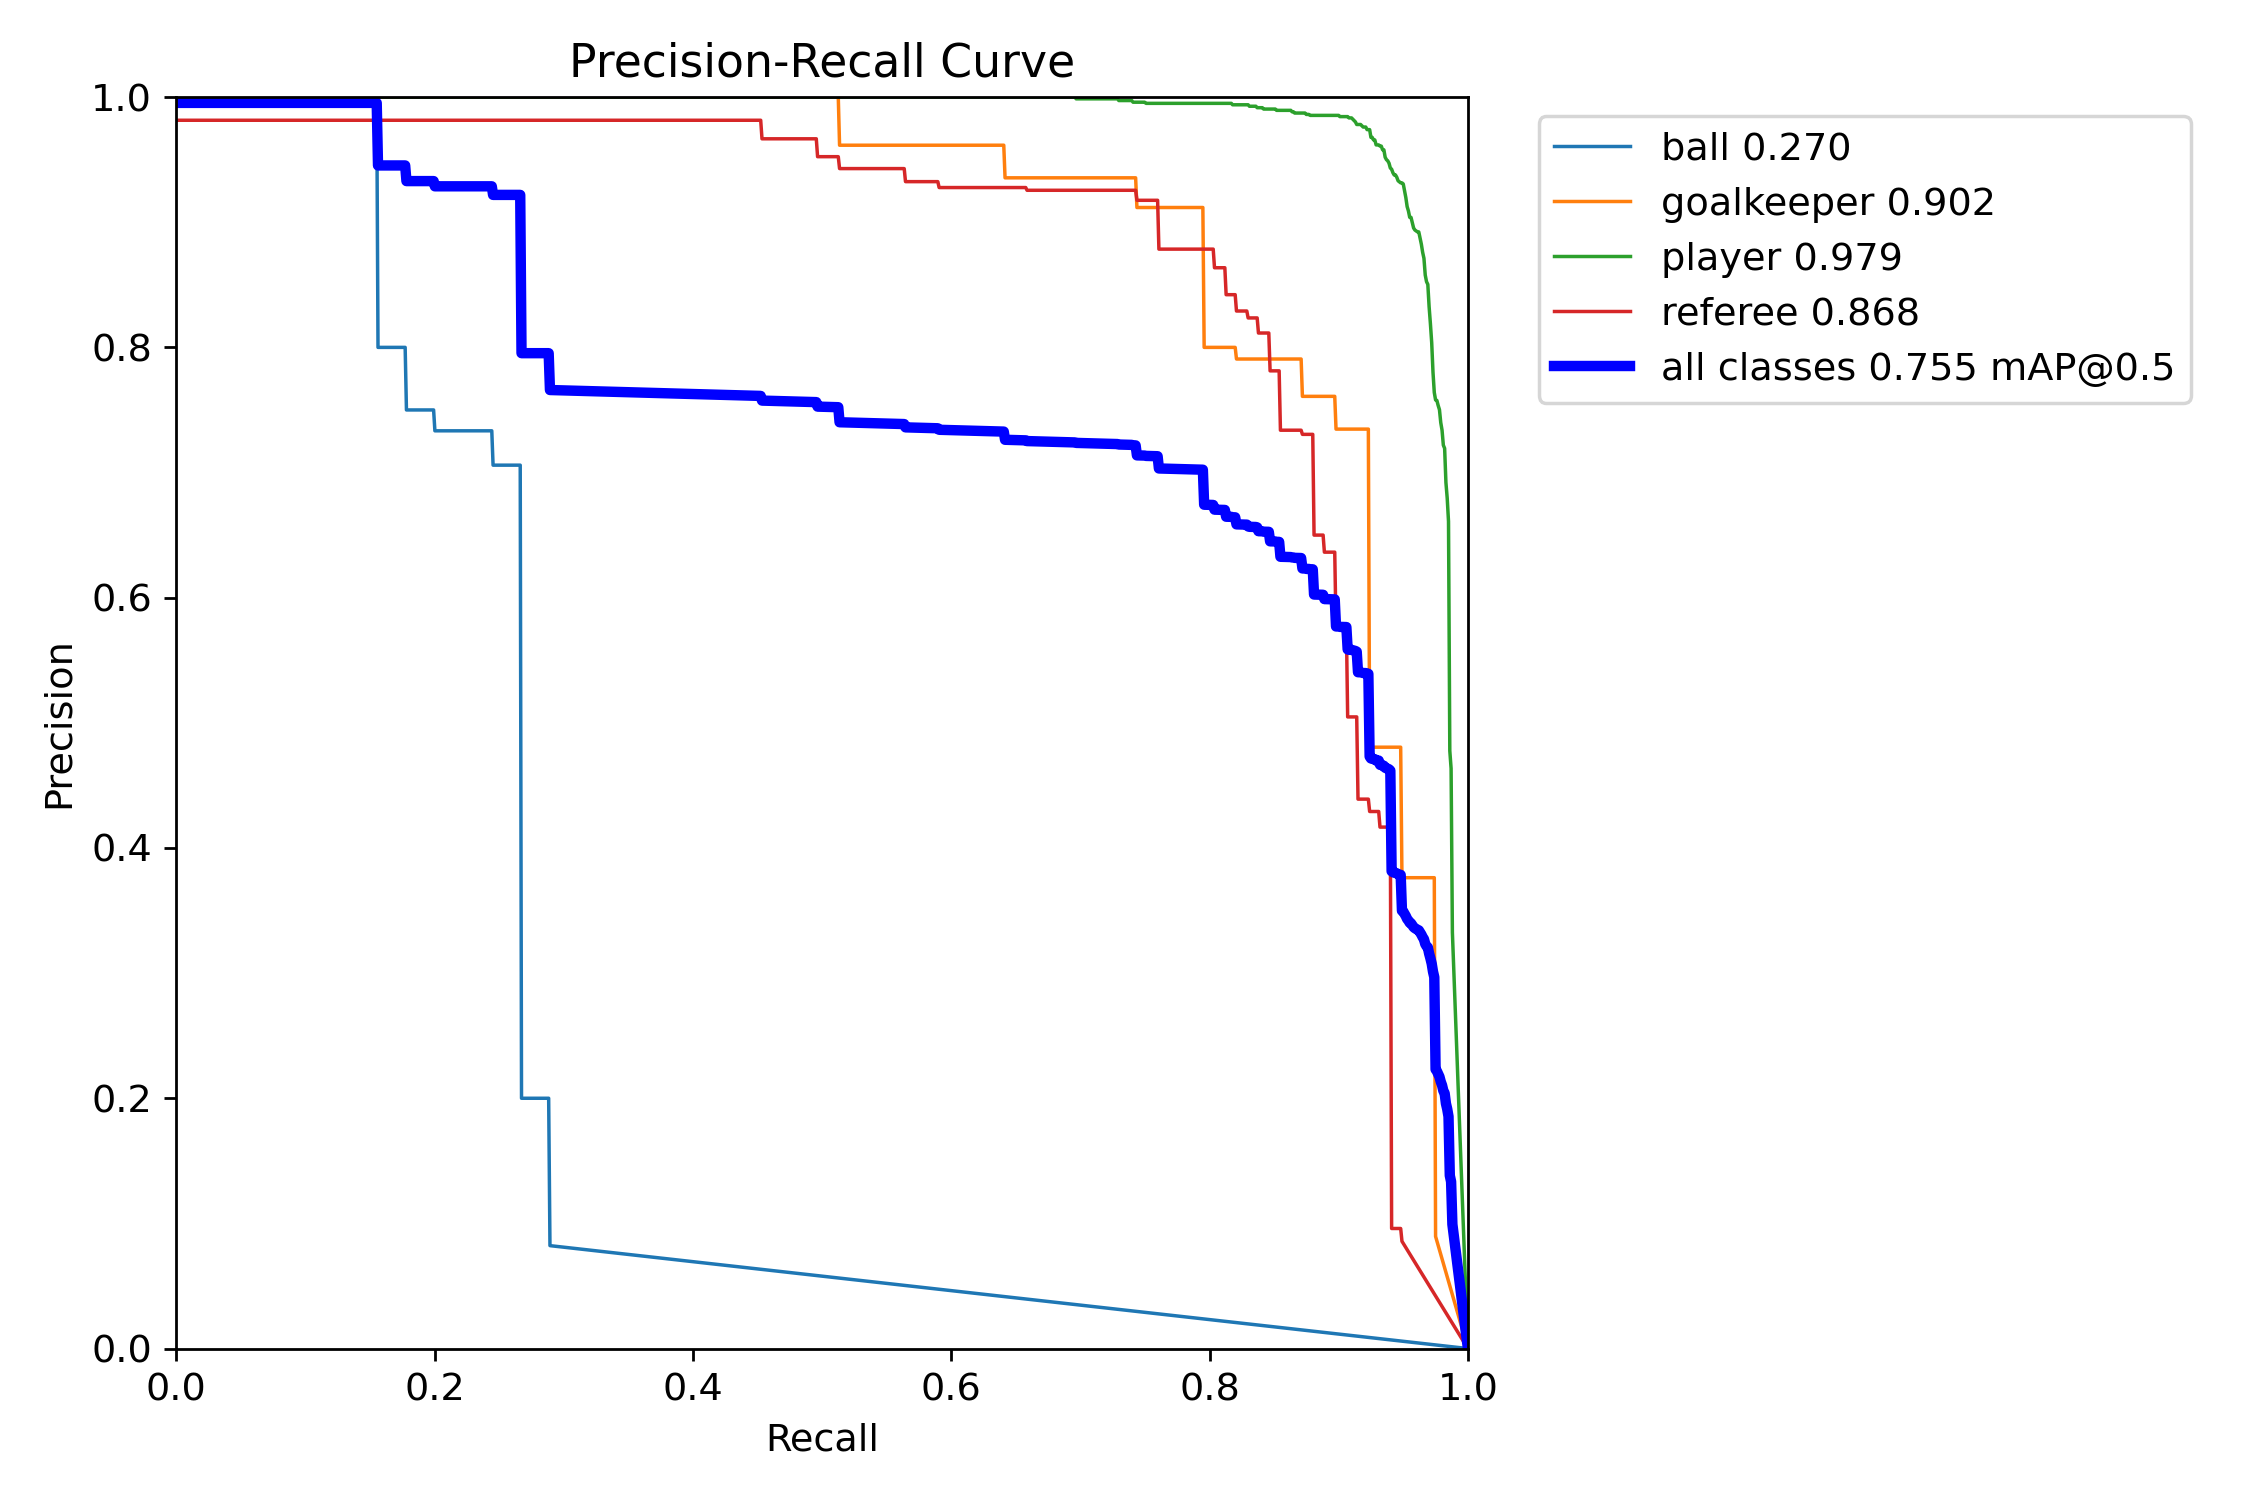 Precision-Recall Curve
1.0
0.8
0.6
0.4
0.2
0.0
Precision
0.0 0.2 0.4 0.6 0.8 1.0
Recall
ball 0.270
goalkeeper 0.902
player 0.979
referee 0.868
all classes 0.755 mAP@0.5